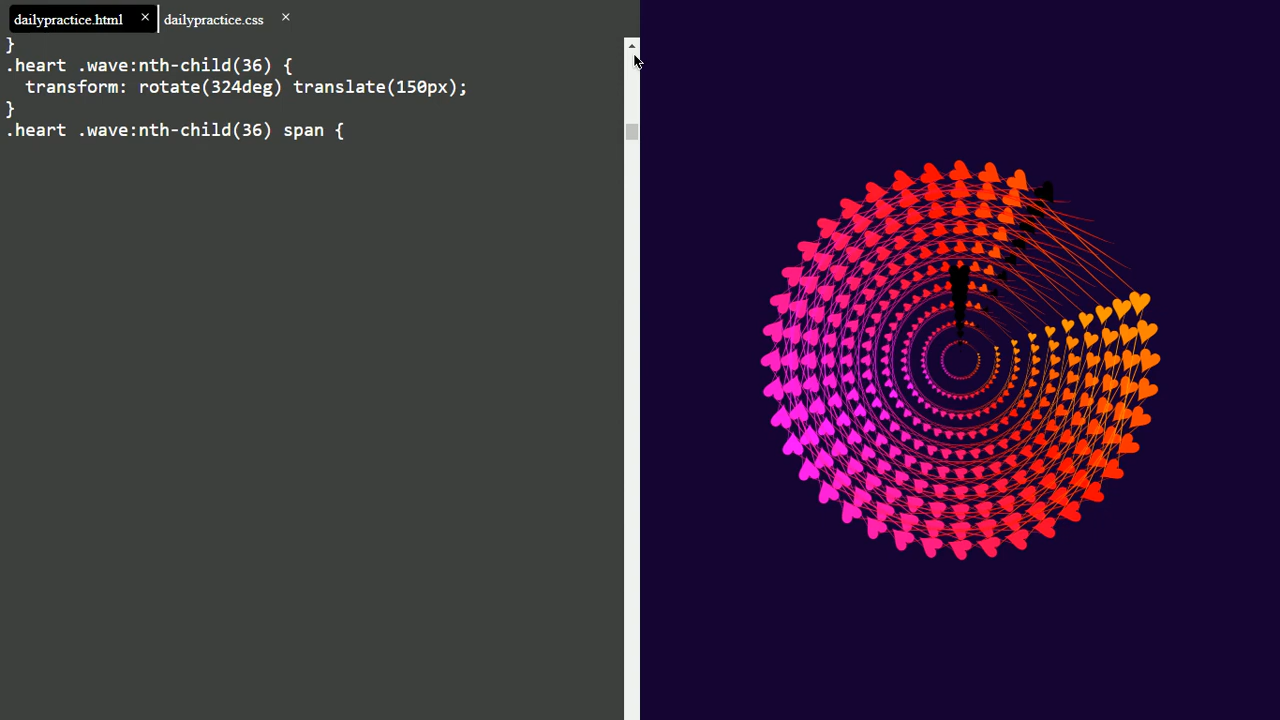 dailypractice.html × dailypractice.css ×
}
.heart .wave:nth-child(36) {
  transform: rotate(324deg) translate(150px);
}
.heart .wave:nth-child(36) span {